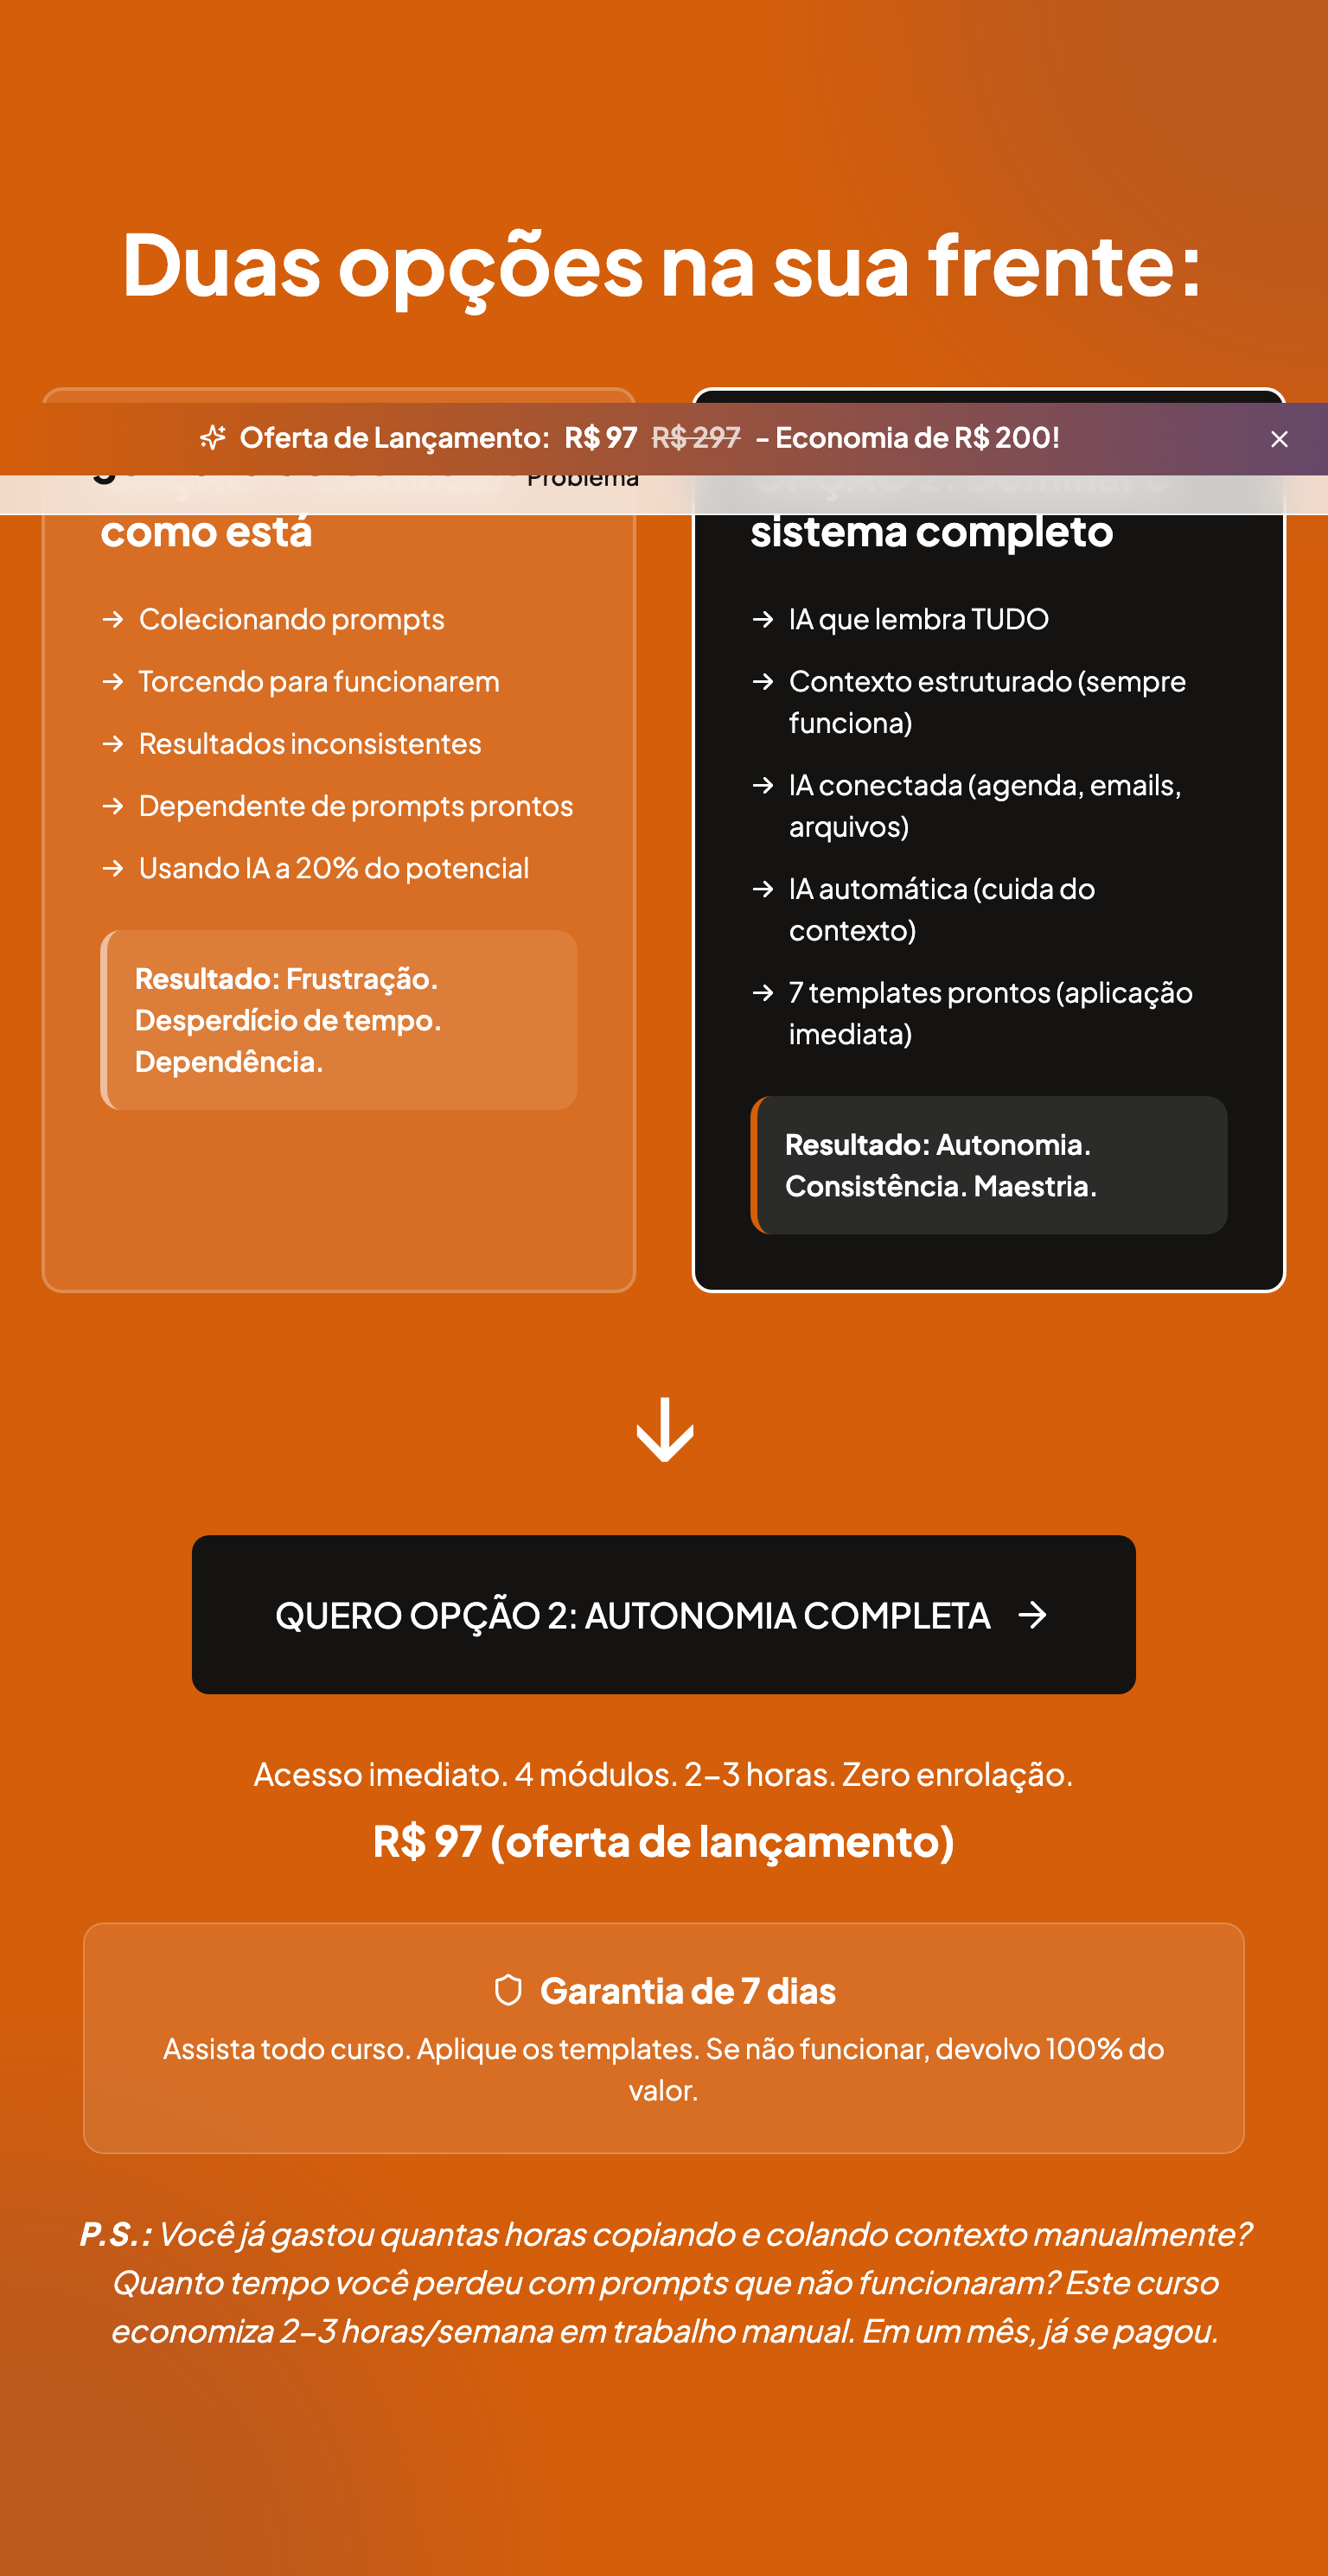 Duas opções na sua frente:
Oferta de Lançamento: R$ 97 R$ 297 - Economia de R$ 200!
Problema
como está
→ Colecionando prompts
→ Torcendo para funcionarem
→ Resultados inconsistentes
→ Dependente de prompts prontos
→ Usando IA a 20% do potencial
Resultado: Frustração.
Desperdício de tempo.
Dependência.
sistema completo
→ IA que lembra TUDO
→ Contexto estruturado (sempre
funciona)
→ IA conectada (agenda, emails,
arquivos)
→ IA automática (cuida do
contexto)
→ 7 templates prontos (aplicação
imediata)
Resultado: Autonomia.
Consistência. Maestria.
QUERO OPÇÃO 2: AUTONOMIA COMPLETA →
Acesso imediato. 4 módulos. 2–3 horas. Zero enrolação.
R$ 97 (oferta de lançamento)
Garantia de 7 dias
Assista todo curso. Aplique os templates. Se não funcionar, devolvo 100% do
valor.
P.S.: Você já gastou quantas horas copiando e colando contexto manualmente?
Quanto tempo você perdeu com prompts que não funcionaram? Este curso
economiza 2–3 horas/semana em trabalho manual. Em um mês, já se pagou.